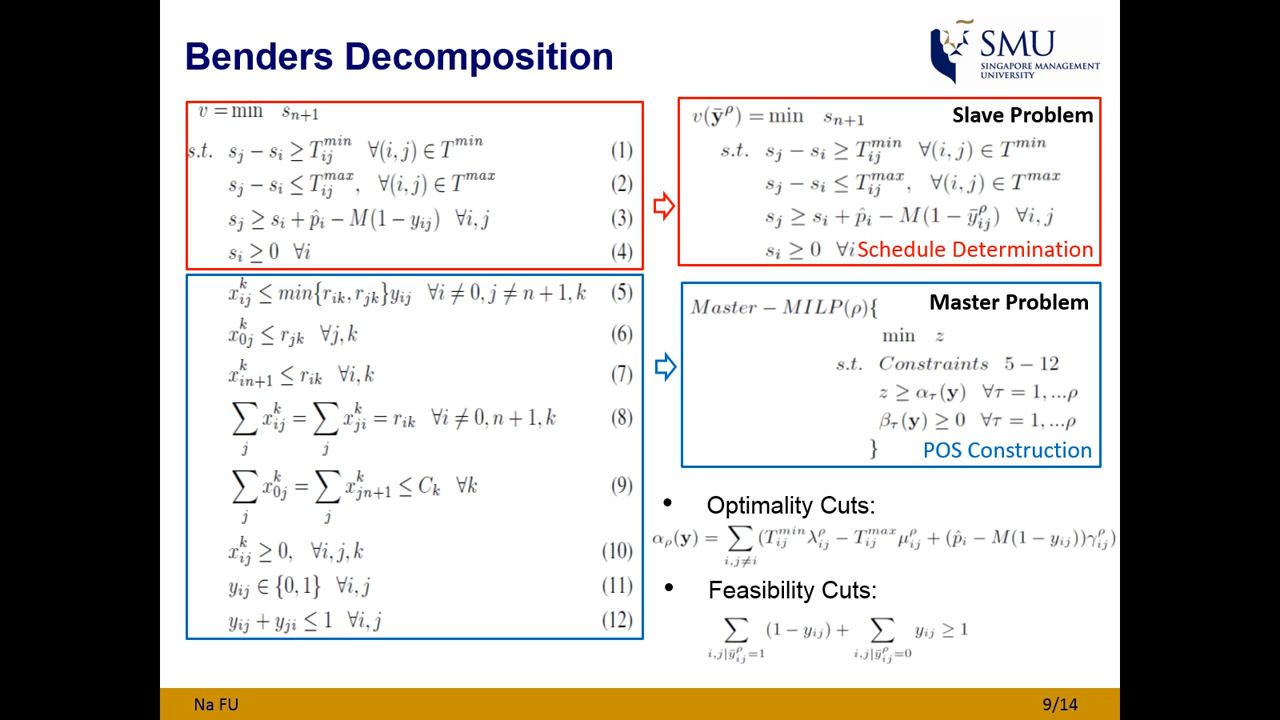 Benders Decomposition
SMU
SINGAPORE MANAGEMENT
UNIVERSITY
v = min s_{n+1}
s.t. s_j − s_i ≥ T_{ij}^{min} ∀(i, j) ∈ T^{min} (1)
s_j − s_i ≤ T_{ij}^{max}, ∀(i, j) ∈ T^{max} (2)
s_j ≥ s_i + p̂_i − M(1 − y_{ij}) ∀i, j (3)
s_i ≥ 0 ∀i (4)
x_{ij}^k ≤ min{r_{ik}, r_{jk}}y_{ij} ∀i ≠ 0, j ≠ n + 1, k (5)
x_{0j}^k ≤ r_{jk} ∀j, k (6)
x_{in+1}^k ≤ r_{ik} ∀i, k (7)
∑_j x_{ij}^k = ∑_j x_{ji}^k = r_{ik} ∀i ≠ 0, n + 1, k (8)
∑_j x_{0j}^k = ∑_j x_{jn+1}^k ≤ C_k ∀k (9)
x_{ij}^k ≥ 0, ∀i, j, k (10)
y_{ij} ∈ {0, 1} ∀i, j (11)
y_{ij} + y_{ji} ≤ 1 ∀i, j (12)
v(ȳ^ρ) = min s_{n+1} Slave Problem
s.t. s_j − s_i ≥ T_{ij}^{min} ∀(i, j) ∈ T^{min}
s_j − s_i ≤ T_{ij}^{max}, ∀(i, j) ∈ T^{max}
s_j ≥ s_i + p̂_i − M(1 − ȳ_{ij}^ρ) ∀i, j
s_i ≥ 0 ∀i Schedule Determination
Master − MILP(ρ){ Master Problem
min z
s.t. Constraints 5 − 12
z ≥ α_τ(y) ∀τ = 1, ...ρ
β_τ(y) ≥ 0 ∀τ = 1, ...ρ
} POS Construction
• Optimality Cuts:
α_ρ(y) = ∑_{i,j≠i} (T_{ij}^{min} λ_{ij}^ρ − T_{ij}^{max} μ_{ij}^ρ + (p̂_i − M(1 − y_{ij}))γ_{ij}^ρ)
• Feasibility Cuts:
∑_{i,j|ȳ_{ij}^ρ=1} (1 − y_{ij}) + ∑_{i,j|ȳ_{ij}^ρ=0} y_{ij} ≥ 1
Na FU
9/14